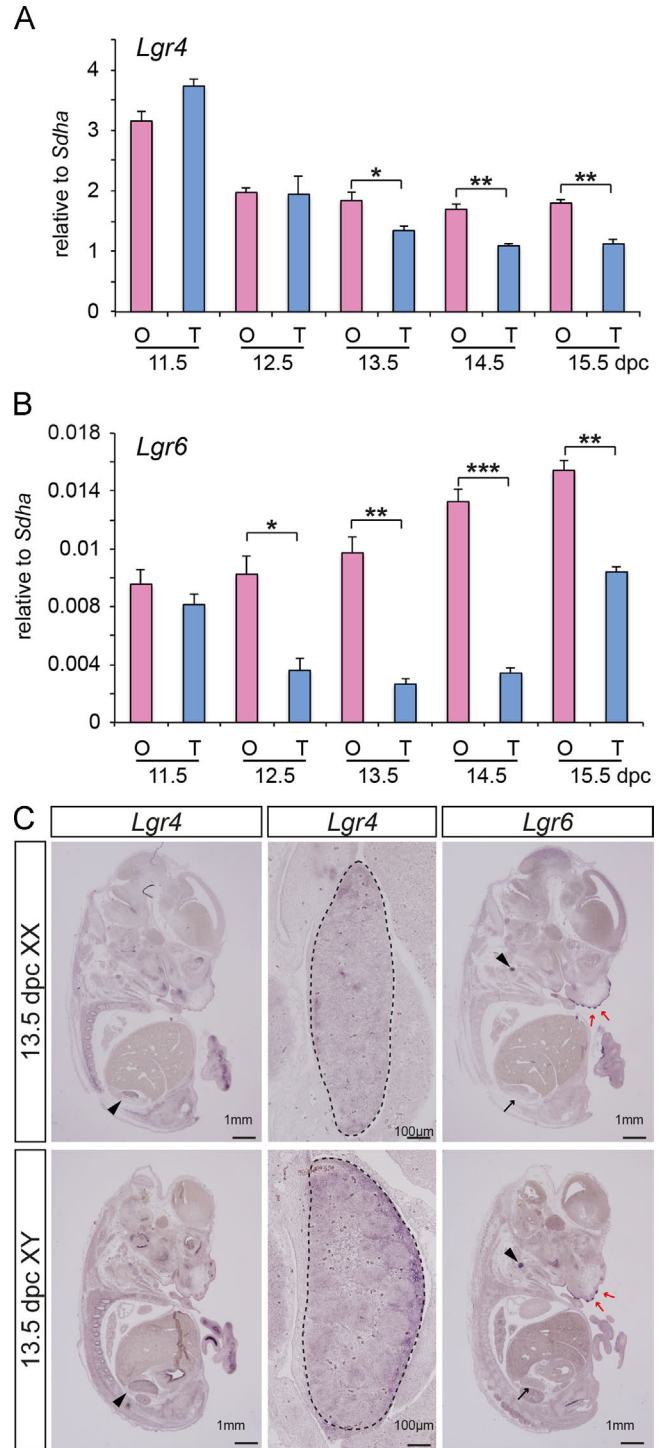 A
Lgr4
relative to Sdha
4
3
2
1
0
*
**
**
O T O T O T O T O T
11.5 12.5 13.5 14.5 15.5 dpc
B
Lgr6
relative to Sdha
0.018
0.014
0.01
0.008
0.004
0
*
**
***
**
O T O T O T O T O T
11.5 12.5 13.5 14.5 15.5 dpc
C
Lgr4 Lgr4 Lgr6
13.5 dpc XX
1mm 100µm 1mm
13.5 dpc XY
1mm 100µm 1mm